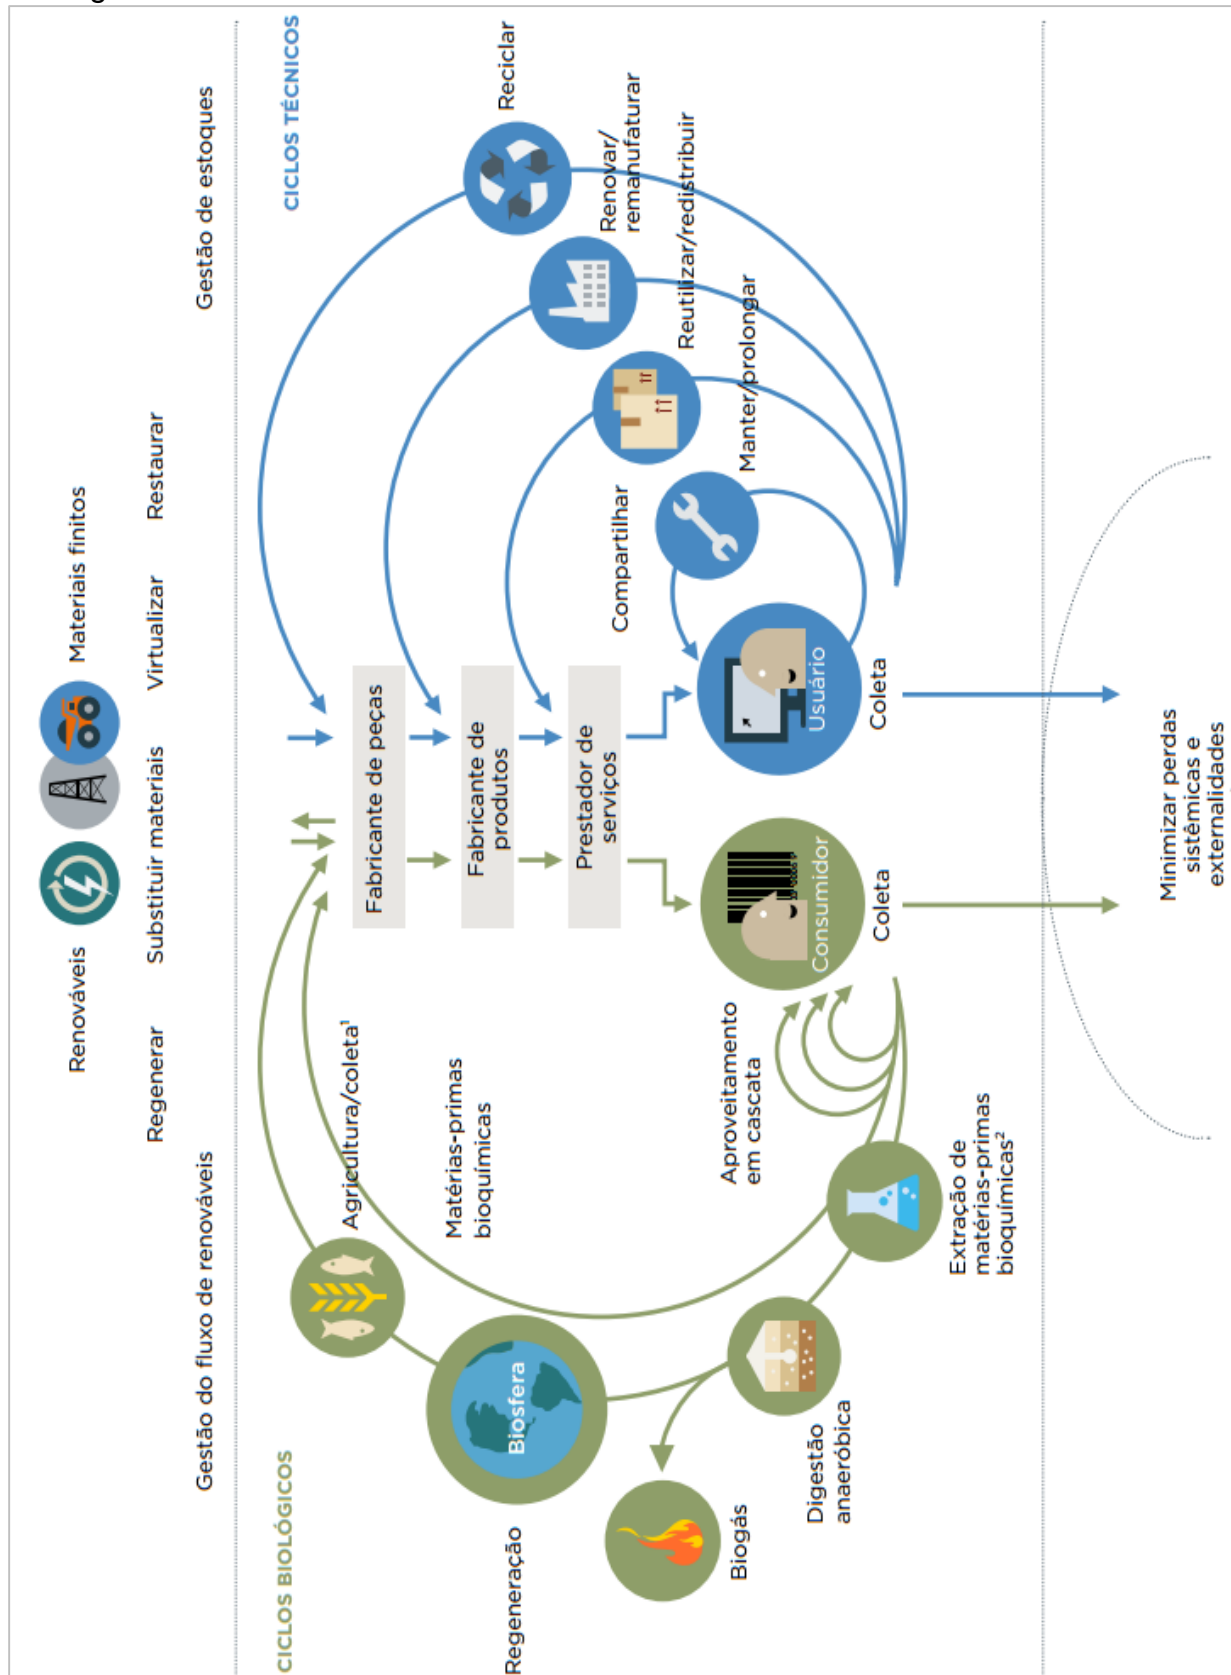 Renováveis
Materiais finitos
Regenerar
Substituir materiais
Virtualizar
Restaurar
Gestão do fluxo de renováveis
Gestão de estoques
CICLOS BIOLÓGICOS
CICLOS TÉCNICOS
Agricultura/coleta¹
Matérias-primas
bioquímicas
Regeneração
Biosfera
Biogás
Digestão
anaeróbica
Extração de
matérias-primas
bioquímicas²
Aproveitamento
em cascata
Fabricante de peças
Fabricante de
produtos
Prestador de
serviços
Consumidor
Coleta
Usuário
Coleta
Compartilhar
Manter/prolongar
Reutilizar/redistribuir
Renovar/
remanufaturar
Reciclar
Minimizar perdas
sistêmicas e
externalidades